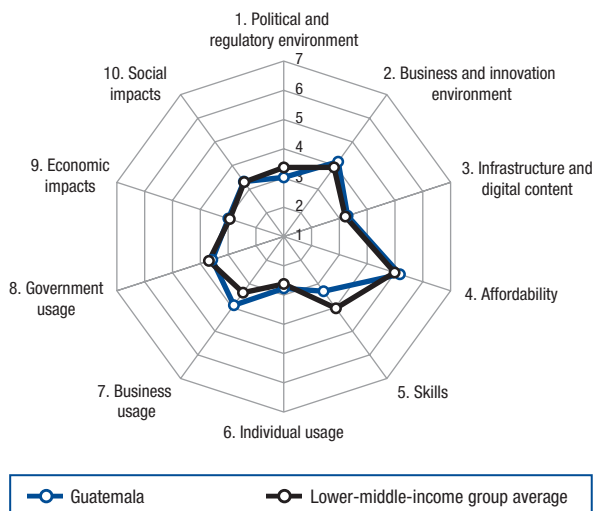 1. Political and
regulatory environment
2. Business and innovation
environment
3. Infrastructure and
digital content
4. Affordability
5. Skills
6. Individual usage
7. Business
usage
8. Government
usage
9. Economic
impacts
10. Social
impacts
7
6
5
4
3
2
1
Guatemala
Lower-middle-income group average